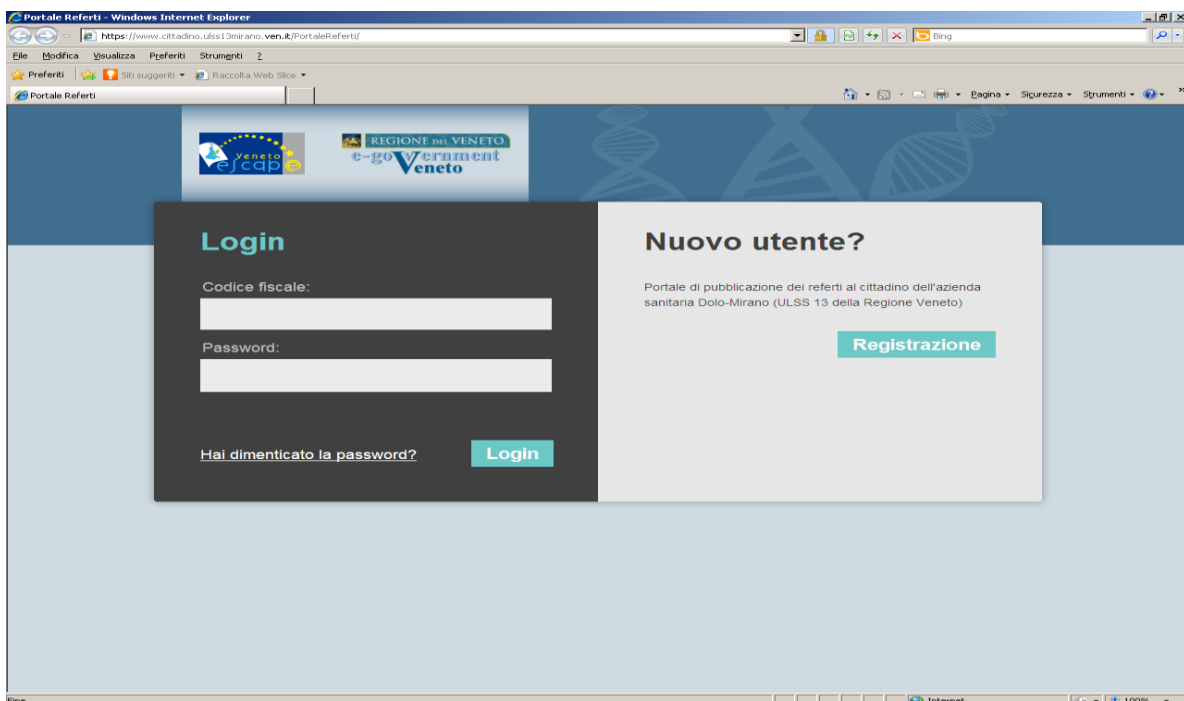 Portale Referti - Windows Internet Explorer
https://www.cittadino.ulss13mirano.ven.it/PortaleReferti/
Bing
File Modifica Visualizza Preferiti Strumenti ?
Preferiti Siti suggeriti Raccolta Web Slice
Portale Referti
Pagina Sicurezza Strumenti
Veneto
escape
REGIONE DEL VENETO
e-government
Veneto
Login
Codice fiscale:
Password:
Hai dimenticato la password?
Login
Nuovo utente?
Portale di pubblicazione dei referti al cittadino dell'azienda
sanitaria Dolo-Mirano (ULSS 13 della Regione Veneto)
Registrazione
Fine
Internet
100%